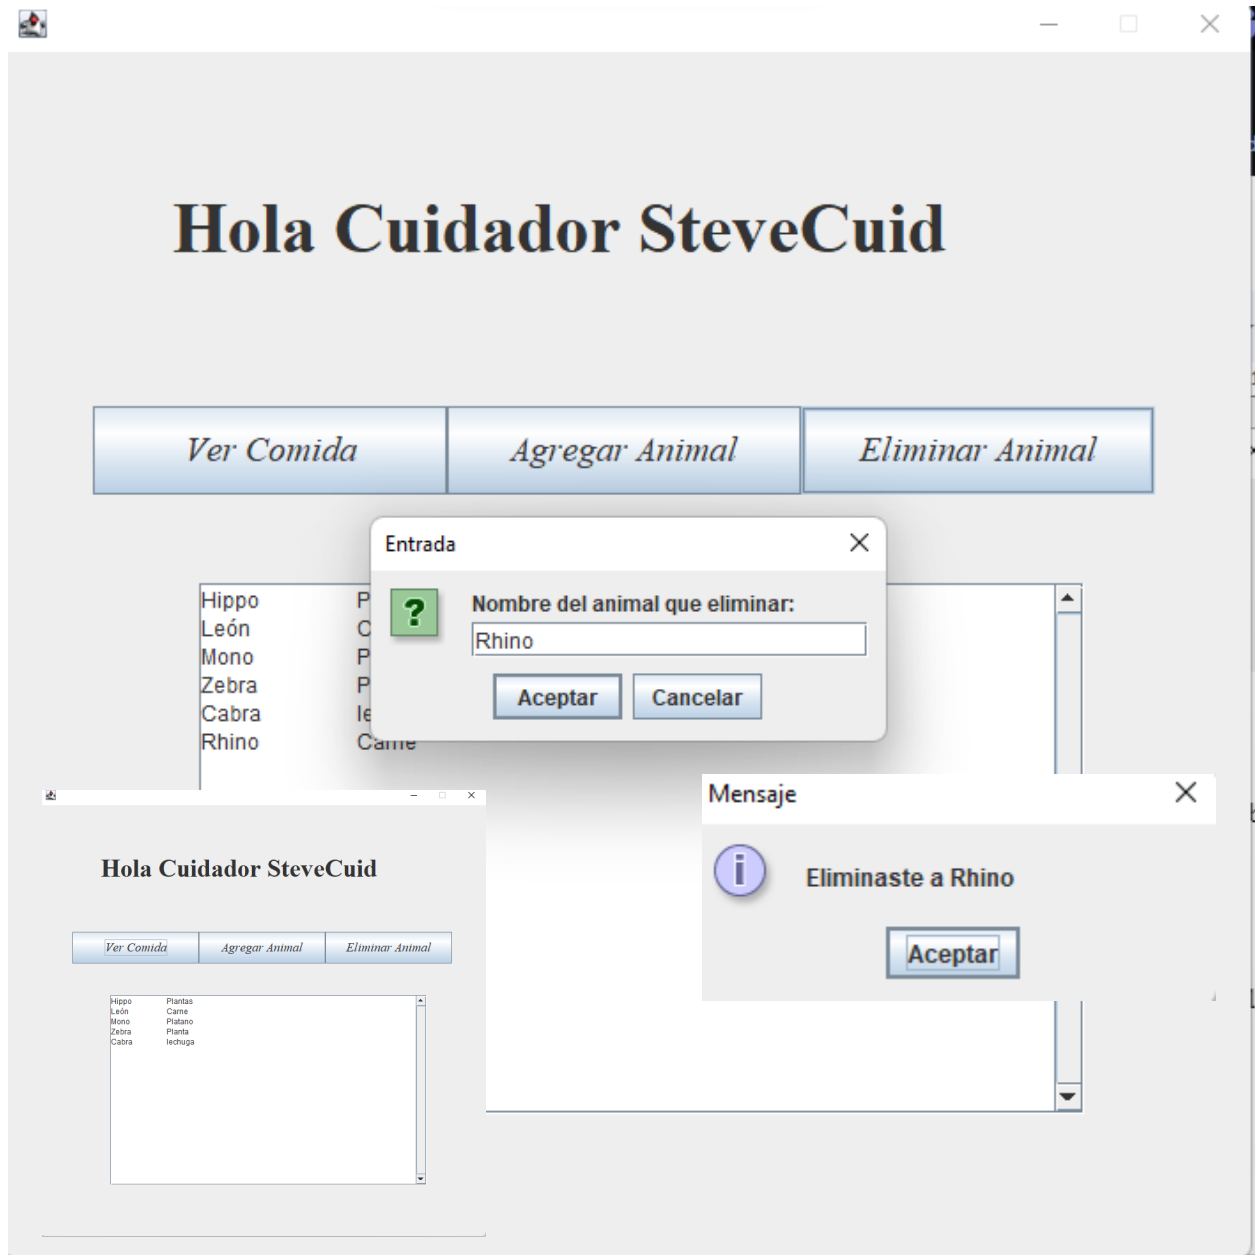 Hola Cuidador SteveCuid
Ver Comida Agregar Animal Eliminar Animal
Entrada
Nombre del animal que eliminar:
Rhino
Aceptar Cancelar
Hippo P
León C
Mono P
Zebra P
Cabra le
Rhino Carne
Mensaje
Eliminaste a Rhino
Aceptar
Hola Cuidador SteveCuid
Ver Comida Agregar Animal Eliminar Animal
Hippo Plantas
León Carne
Mono Platano
Zebra Planta
Cabra lechuga